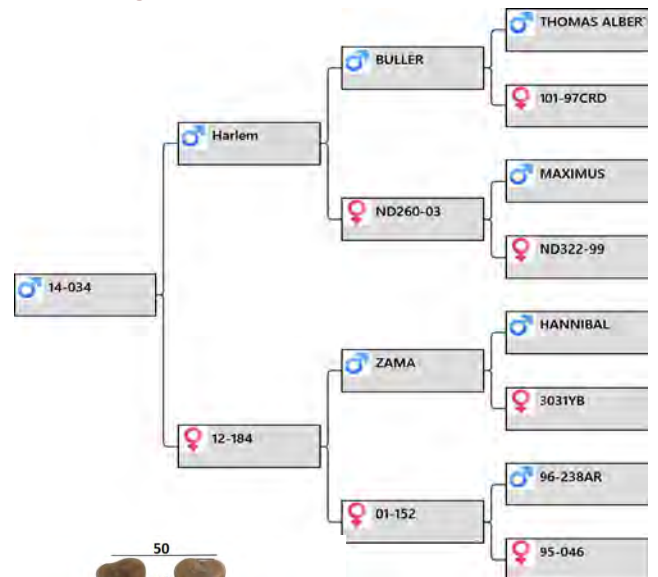 THOMAS ALBERT
BULLER
101-97CRD
Harlem
MAXIMUS
ND260-03
ND322-99
14-034
HANNIBAL
ZAMA
3031YB
12-184
96-238AR
01-152
95-046
50